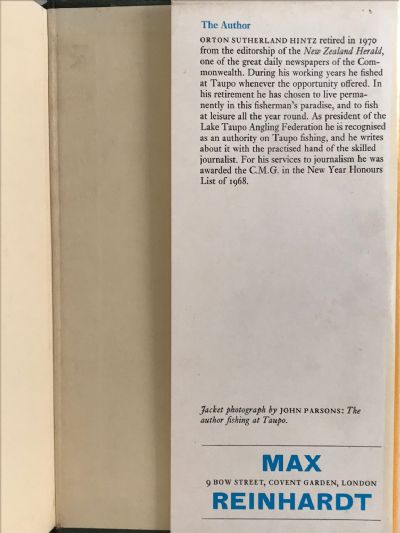 The Author
ORTON SUTHERLAND HINTZ retired in 1970
from the editorship of the New Zealand Herald,
one of the great daily newspapers of the Com-
monwealth. During his working years he fished
at Taupo whenever the opportunity offered. In
his retirement he has chosen to live perma-
nently in this fisherman's paradise, and to fish
at leisure all the year round. As president of the
Lake Taupo Angling Federation he is recognised
as an authority on Taupo fishing, and he writes
about it with the practised hand of the skilled
journalist. For his services to journalism he was
awarded the C.M.G. in the New Year Honours
List of 1968.
Jacket photograph by JOHN PARSONS: The
author fishing at Taupo.
MAX
9 BOW STREET, COVENT GARDEN, LONDON
REINHARDT